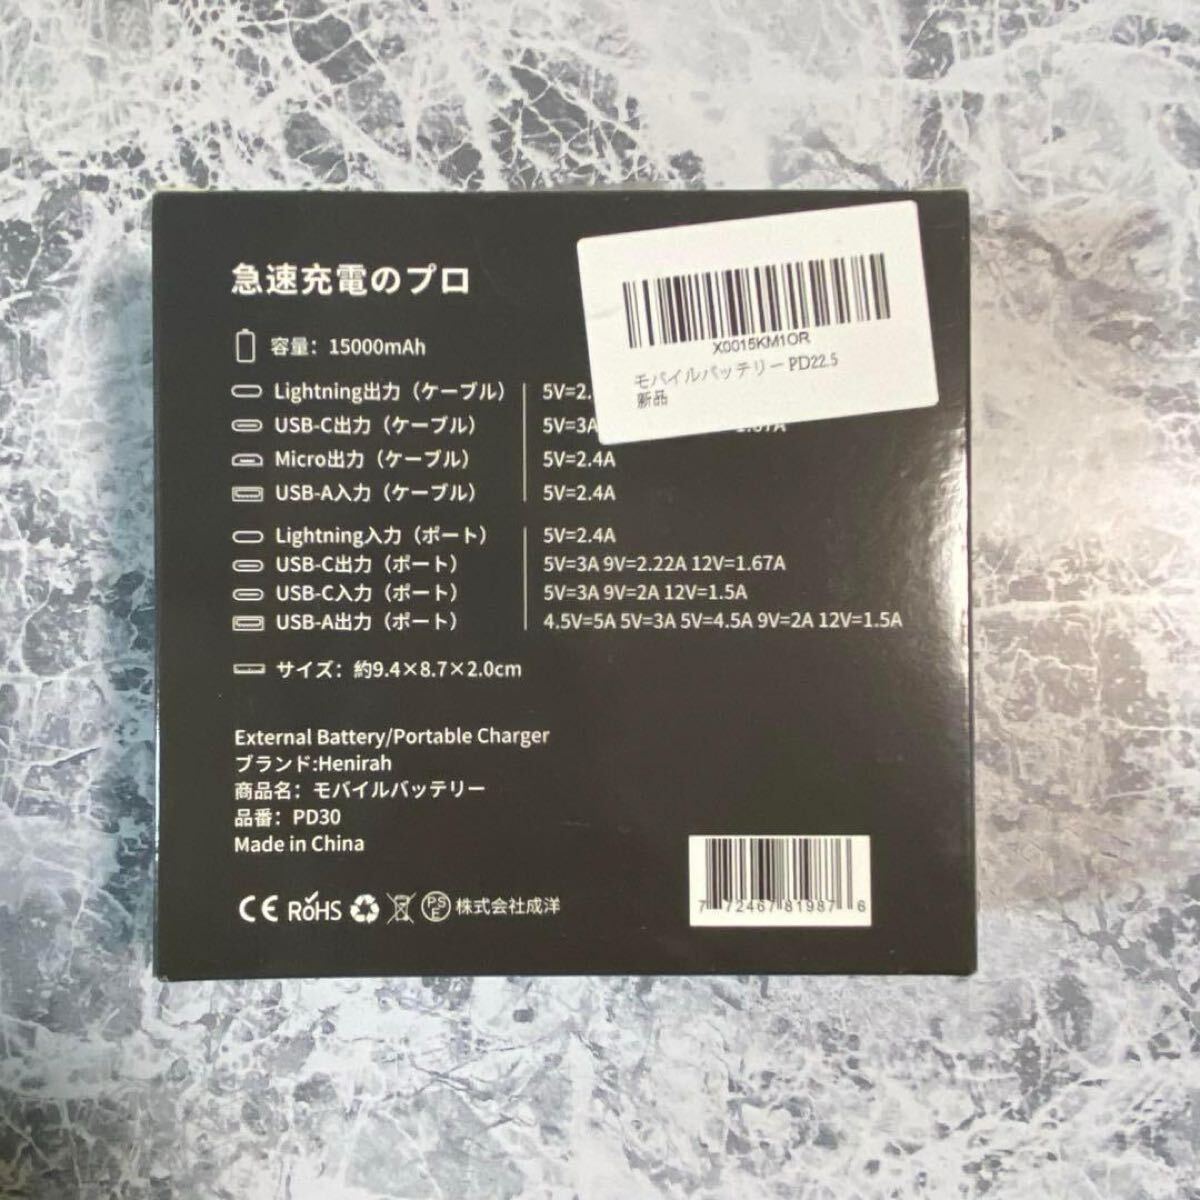 急速充電のプロ
X0015KM1OR
モバイルバッテリー PD22.5
新品
容量：15000mAh
Lightning出力（ケーブル） 5V=2.
USB-C出力（ケーブル） 5V=3A
Micro出力（ケーブル） 5V=2.4A
USB-A入力（ケーブル） 5V=2.4A
Lightning入力（ポート） 5V=2.4A
USB-C出力（ポート） 5V=3A 9V=2.22A 12V=1.67A
USB-C入力（ポート） 5V=3A 9V=2A 12V=1.5A
USB-A出力（ポート） 4.5V=5A 5V=3A 5V=4.5A 9V=2A 12V=1.5A
サイズ：約9.4×8.7×2.0cm
External Battery/Portable Charger
ブランド:Henirah
商品名：モバイルバッテリー
品番：PD30
Made in China
CE RoHS PSE 株式会社成洋
7 72467 81987 6